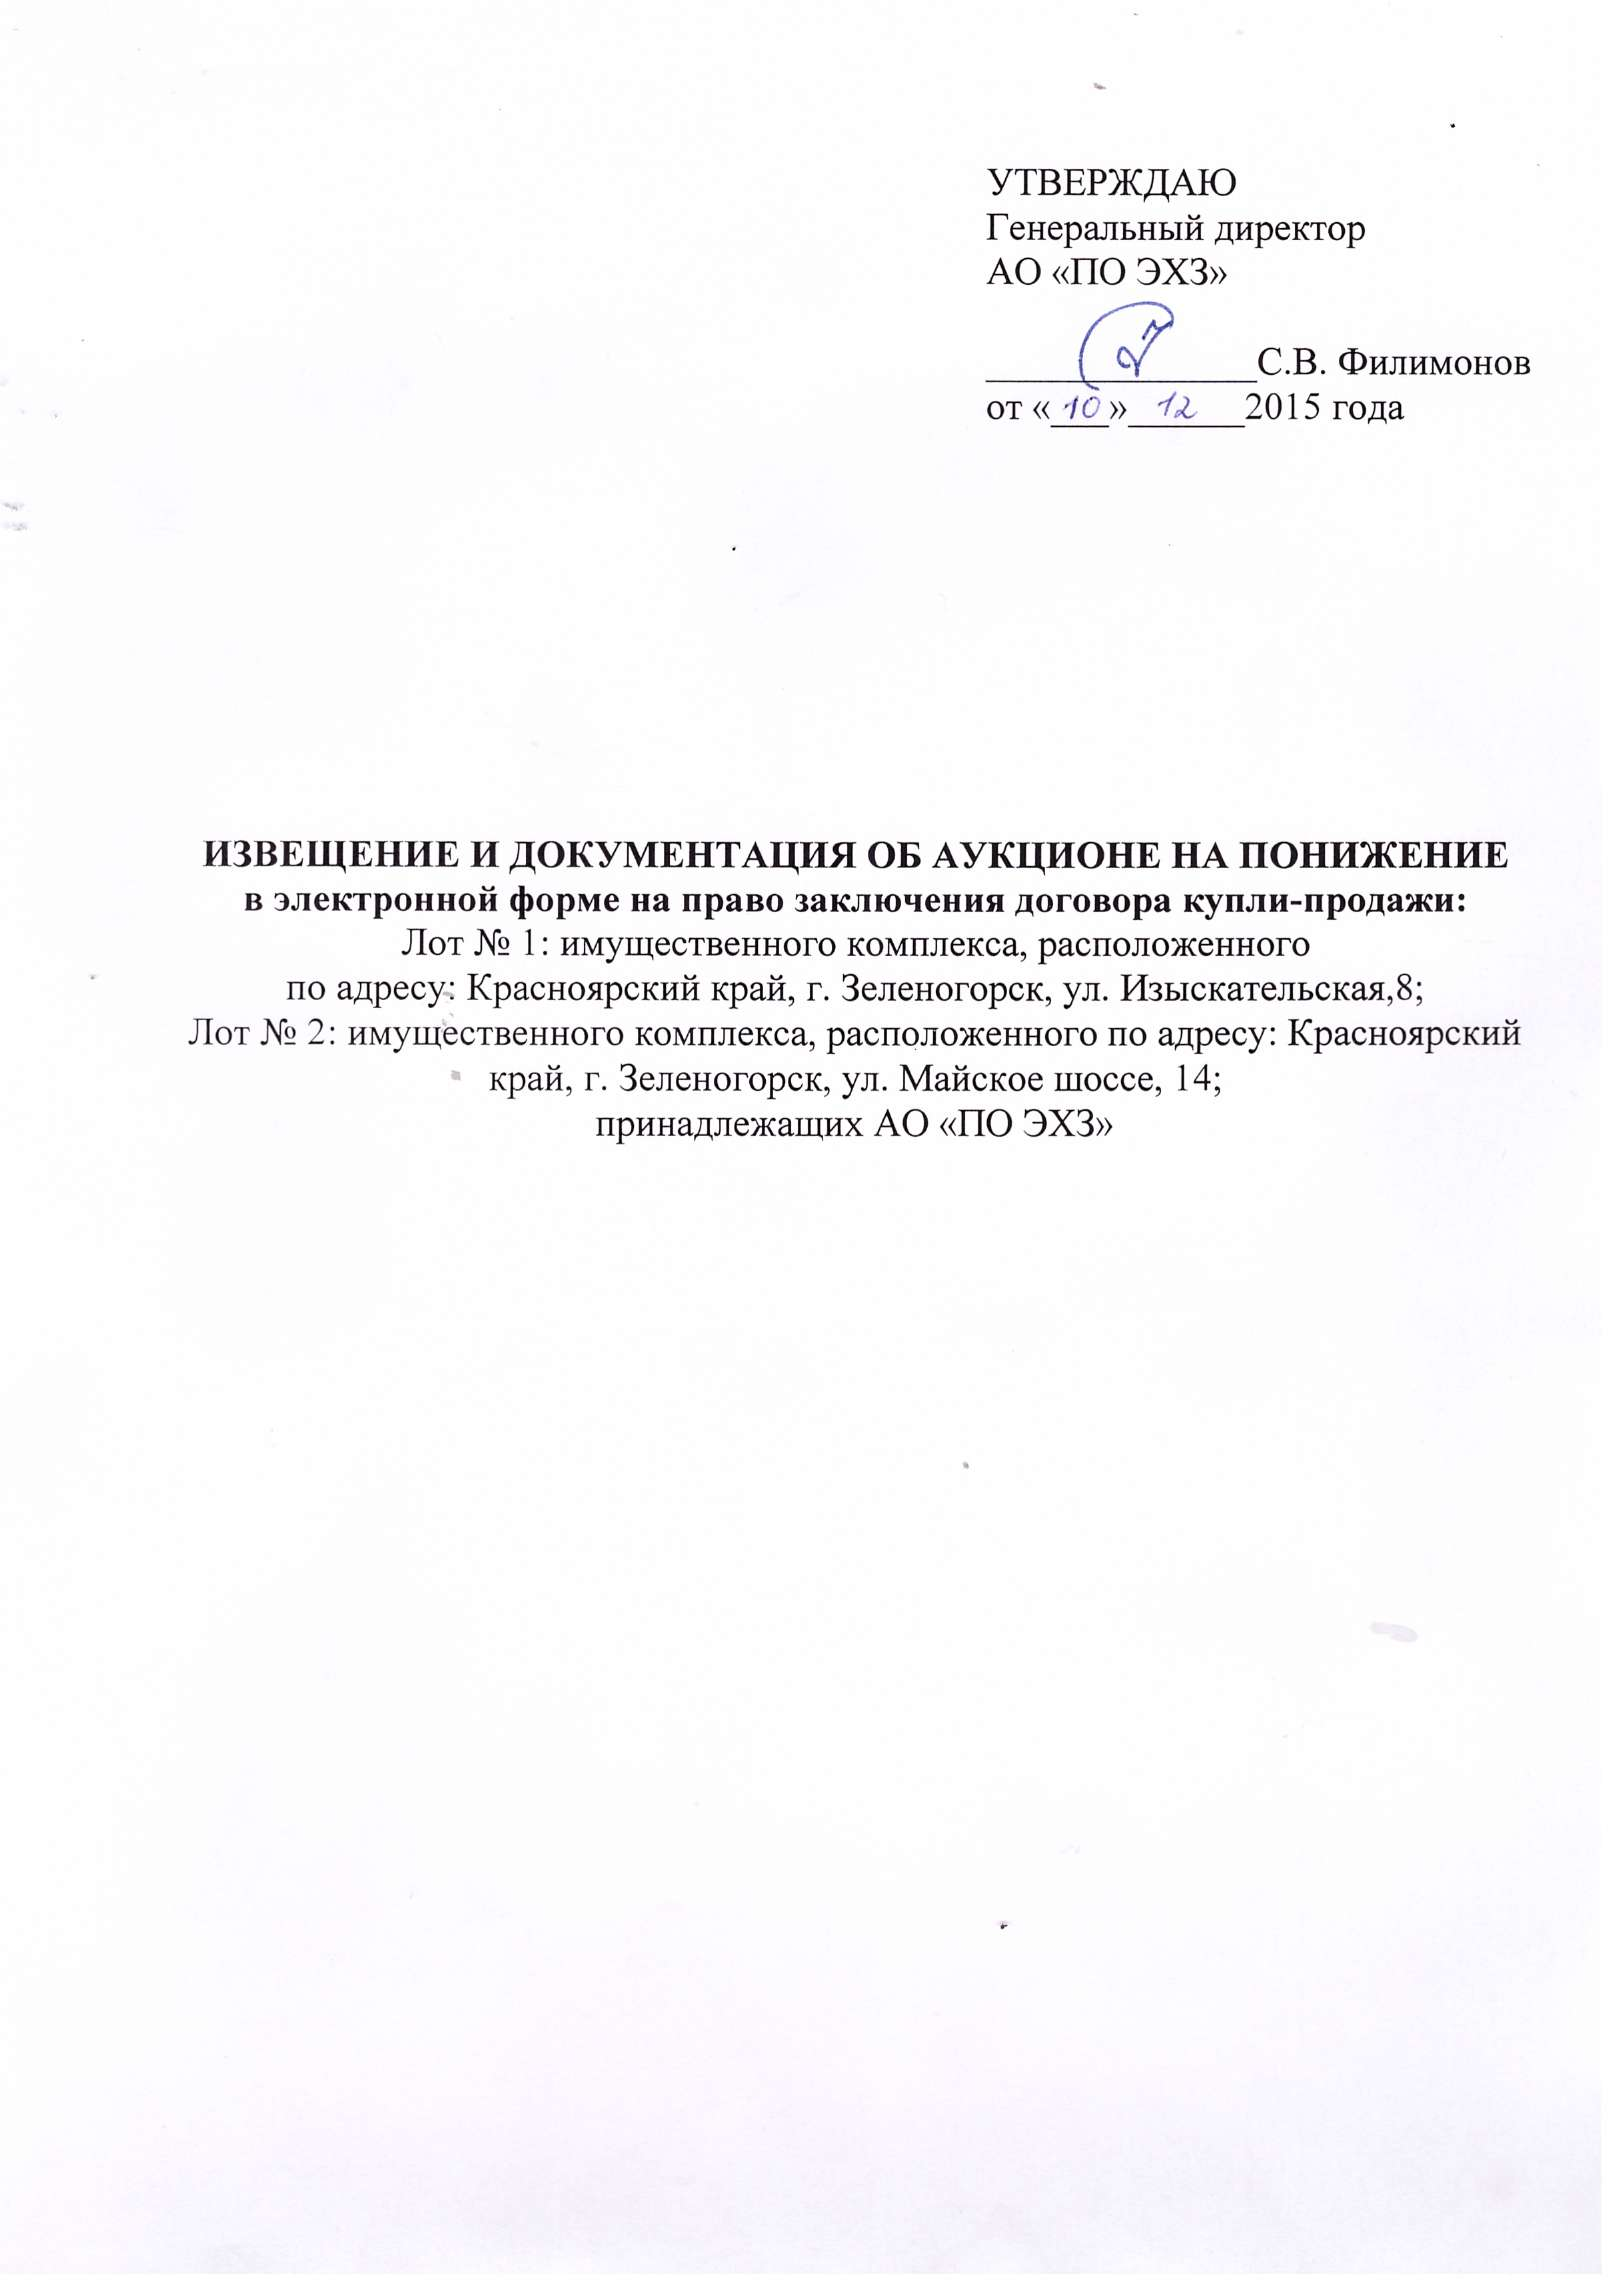 УТВЕРЖДАЮ
Генеральный директор
АО «ПО ЭХЗ»
________________С.В. Филимонов
от «10» 12 2015 года
ИЗВЕЩЕНИЕ И ДОКУМЕНТАЦИЯ ОБ АУКЦИОНЕ НА ПОНИЖЕНИЕ
в электронной форме на право заключения договора купли-продажи:
Лот № 1: имущественного комплекса, расположенного
по адресу: Красноярский край, г. Зеленогорск, ул. Изыскательская,8;
Лот № 2: имущественного комплекса, расположенного по адресу: Красноярский
край, г. Зеленогорск, ул. Майское шоссе, 14;
принадлежащих АО «ПО ЭХЗ»